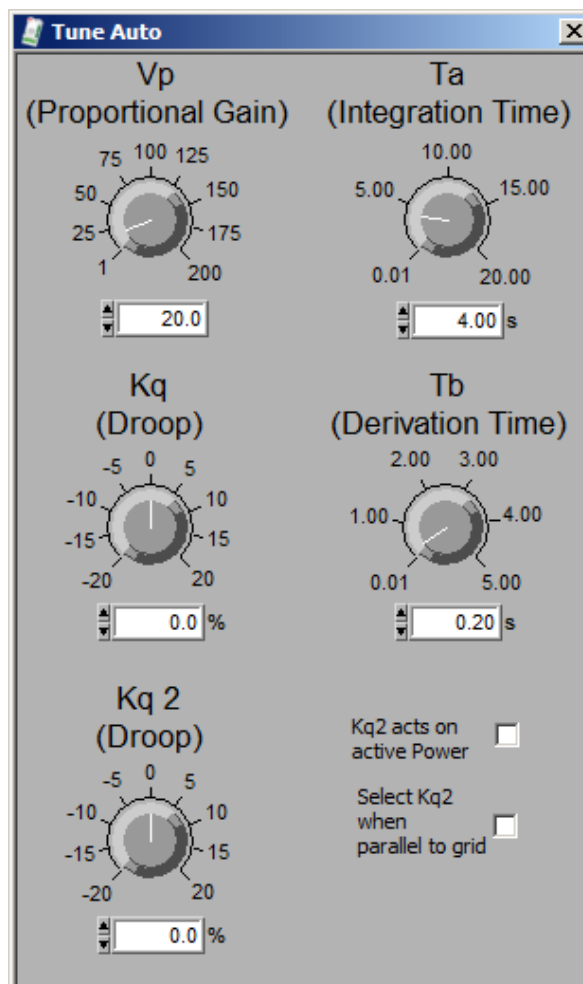 Tune Auto
Vp
(Proportional Gain)
1
25
50
75
100
125
150
175
200
20.0
Ta
(Integration Time)
0.01
5.00
10.00
15.00
20.00
4.00 s
Kq
(Droop)
-20
-15
-10
-5
0
5
10
15
20
0.0 %
Tb
(Derivation Time)
0.01
1.00
2.00
3.00
4.00
5.00
0.20 s
Kq 2
(Droop)
-20
-15
-10
-5
0
5
10
15
20
0.0 %
Kq2 acts on
active Power
Select Kq2
when
parallel to grid